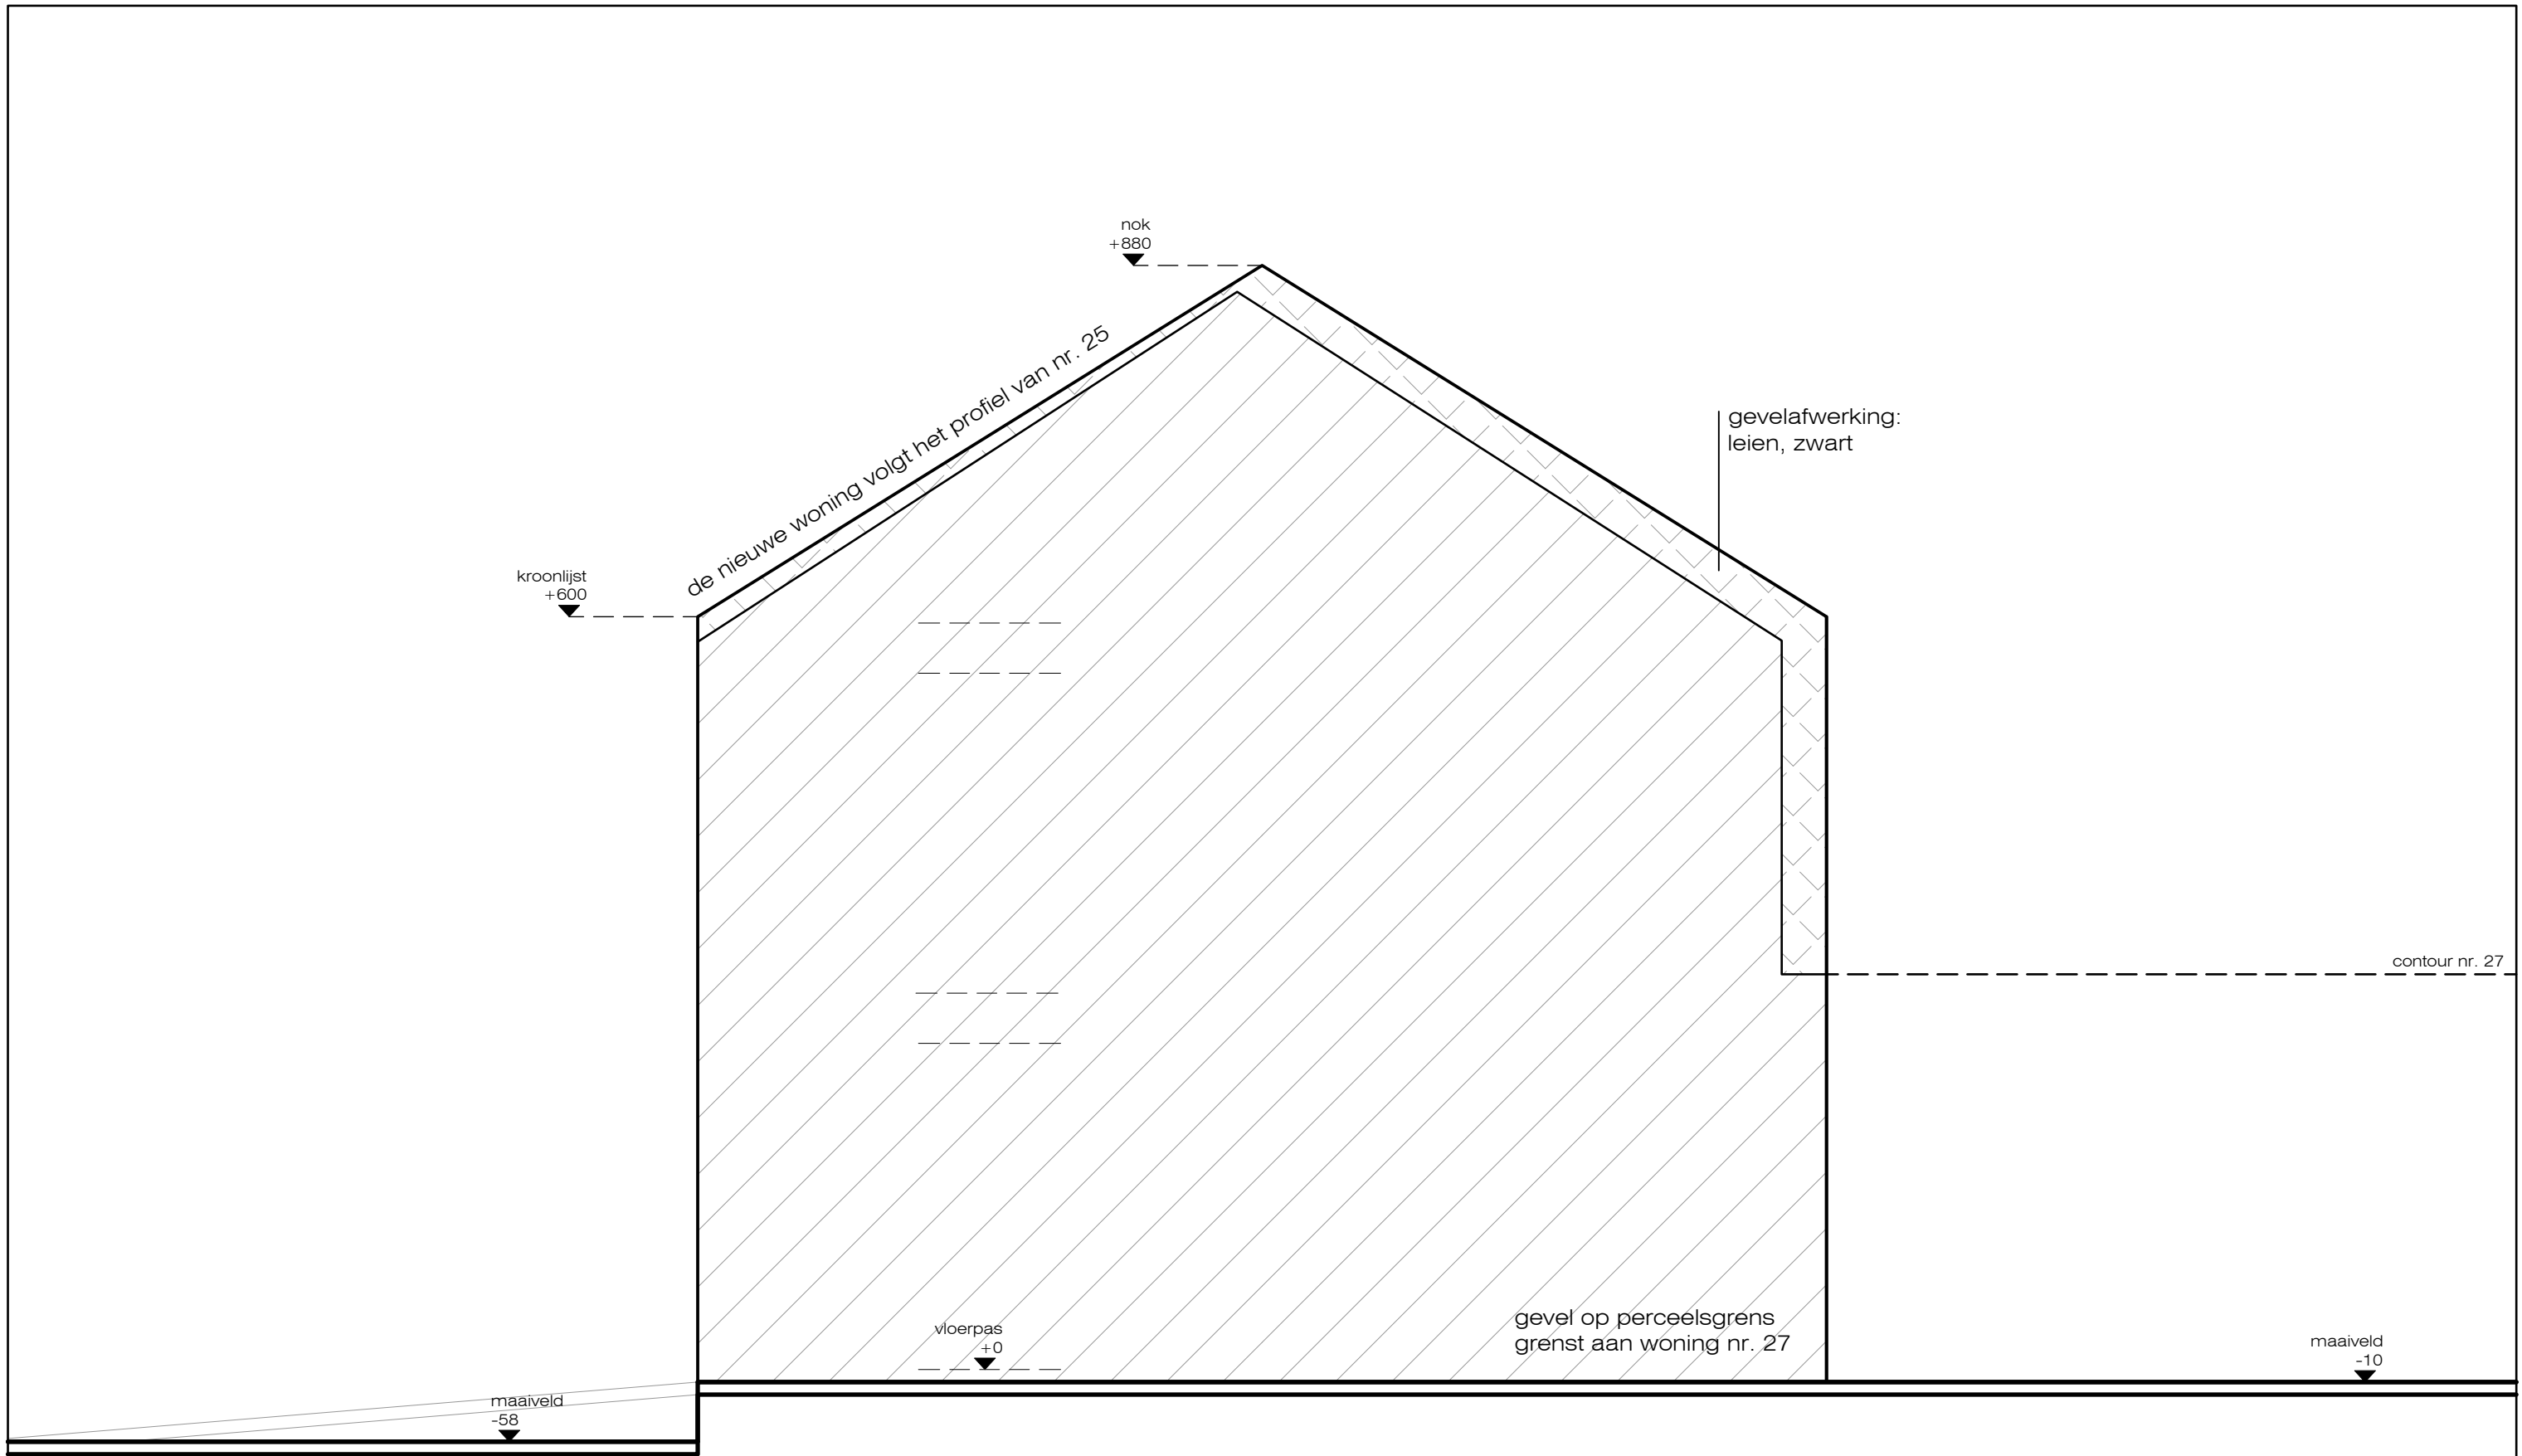 nok
+880
de nieuwe woning volgt het profiel van nr. 25
gevelafwerking:
leien, zwart
kroonlijst
+600
contour nr. 27
gevel op perceelsgrens
grenst aan woning nr. 27
vloerpas
+0
maaiveld
-10
maaiveld
-58